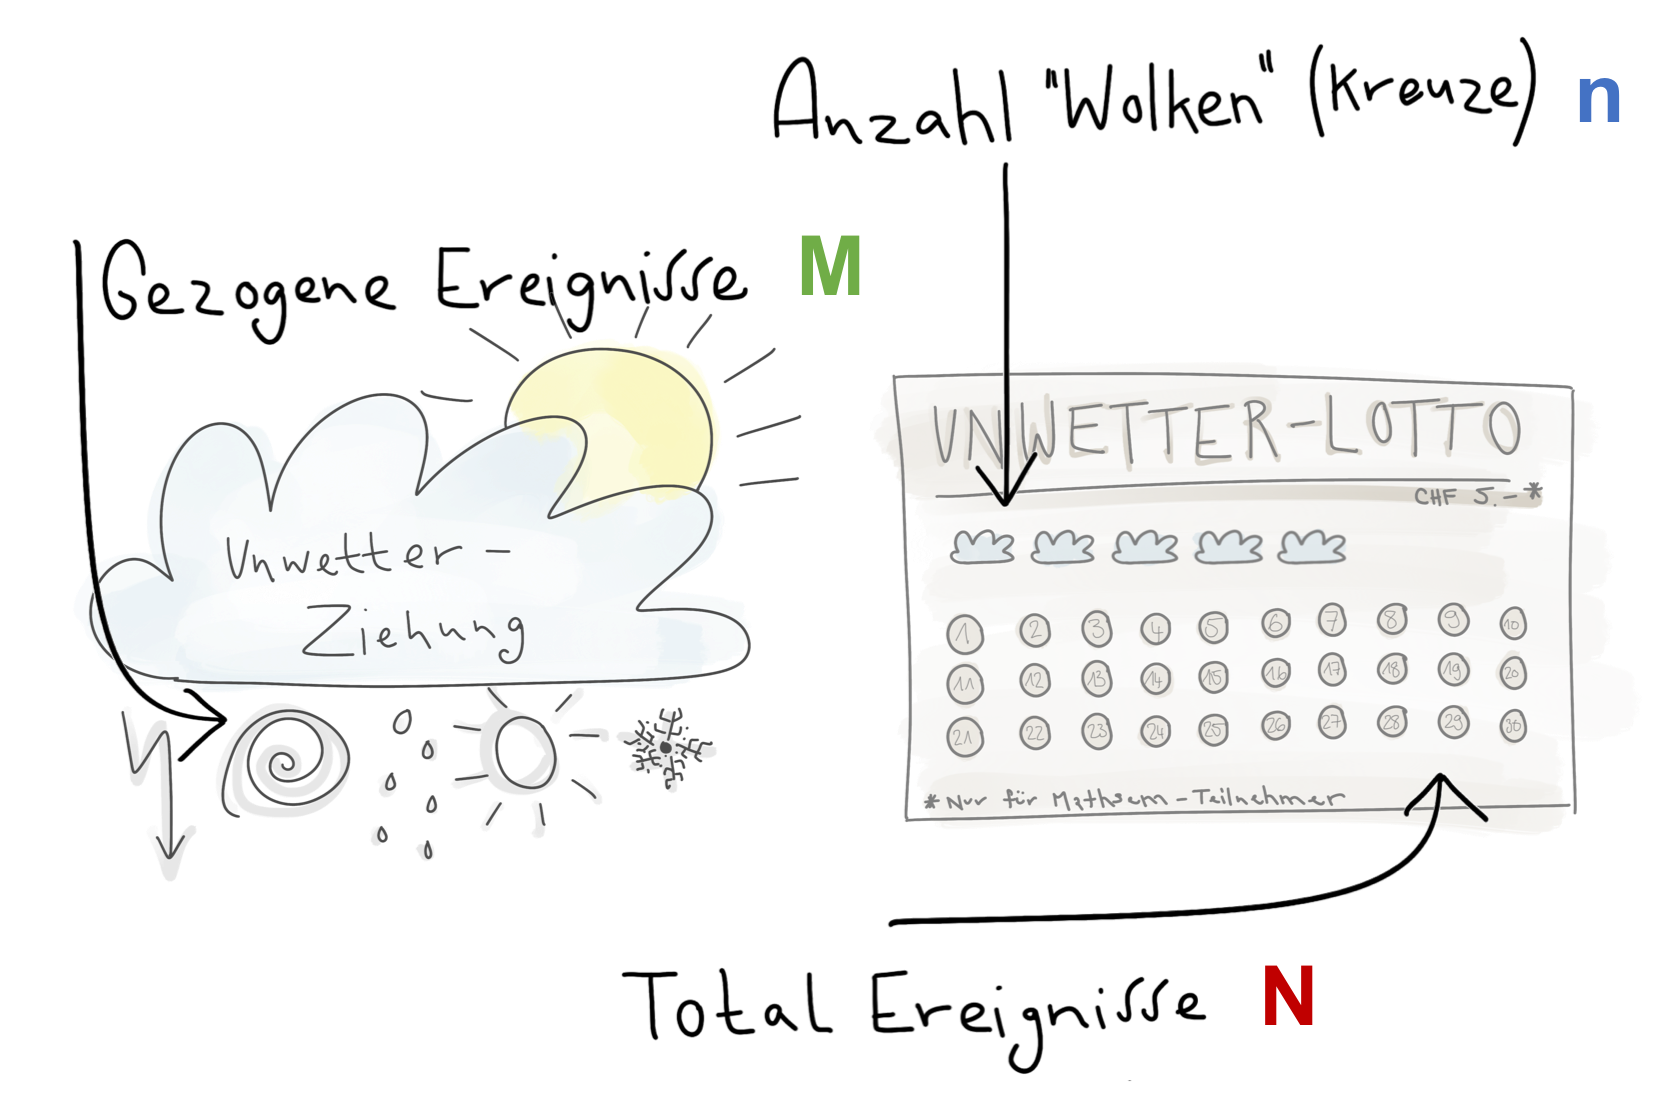 Anzahl "Wolken" (Kreuze) n
Gezogene Ereignisse M
Unwetter-
Ziehung
UNWETTER-LOTTO
CHF 5.-*
1 2 3 4 5 6 7 8 9 10
11 12 13 14 15 16 17 18 19 20
21 22 23 24 25 26 27 28 29 30
*Nur für Mathsem-Teilnehmer
Total Ereignisse N